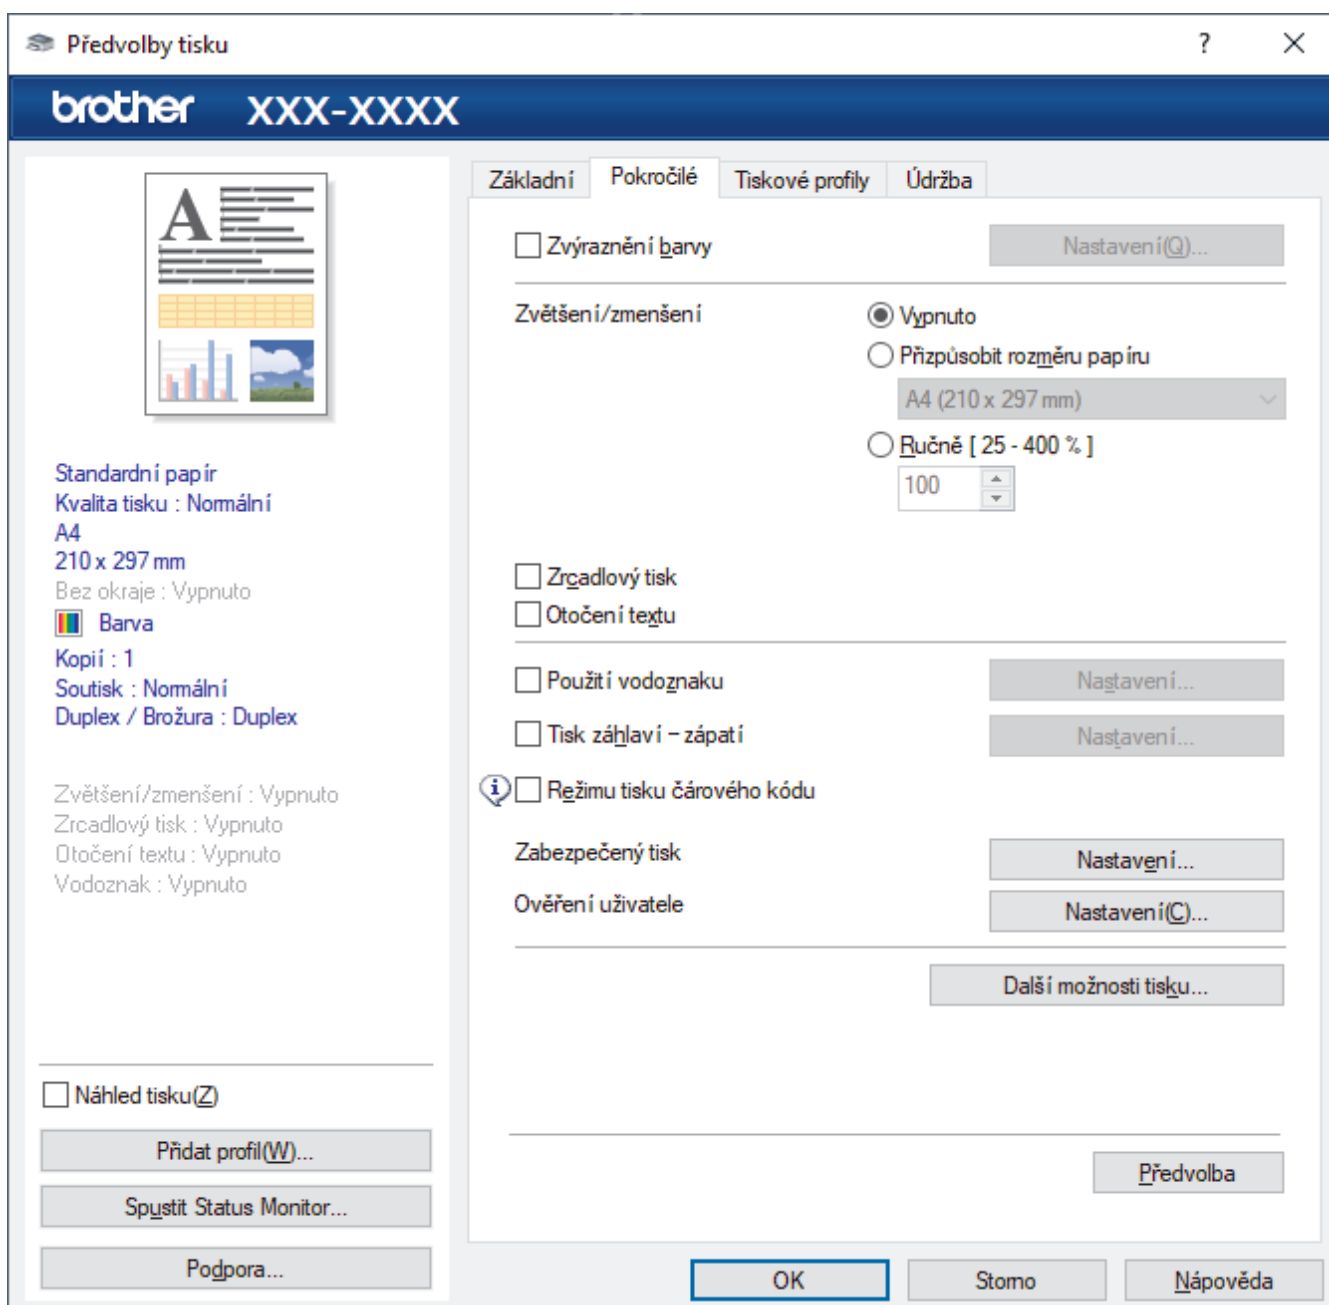 Předvolby tisku
?
brother XXX-XXXX
A
Standardní papír
Kvalita tisku : Normální
A4
210 x 297 mm
Bez okraje : Vypnuto
Barva
Kopií : 1
Soutisk : Normální
Duplex / Brožura : Duplex
Zvětšení/zmenšení : Vypnuto
Zrcadlový tisk : Vypnuto
Otočení textu : Vypnuto
Vodoznak : Vypnuto
Náhled tisku(Z)
Přidat profil(W)...
Spustit Status Monitor...
Podpora...
Základní Pokročilé Tiskové profily Údržba
Zvýraznění barvy Nastavení(Q)...
Zvětšení/zmenšení Vypnuto
Přizpůsobit rozměru papíru
A4 (210 x 297 mm)
Ručně [ 25 - 400 % ]
100
Zrcadlový tisk
Otočení textu
Použití vodoznaku Nastavení...
Tisk záhlaví – zápatí Nastavení...
Režimu tisku čárového kódu
Zabezpečený tisk Nastavení...
Ověření uživatele Nastavení(C)...
Další možnosti tisku...
Předvolba
OK Storno Nápověda